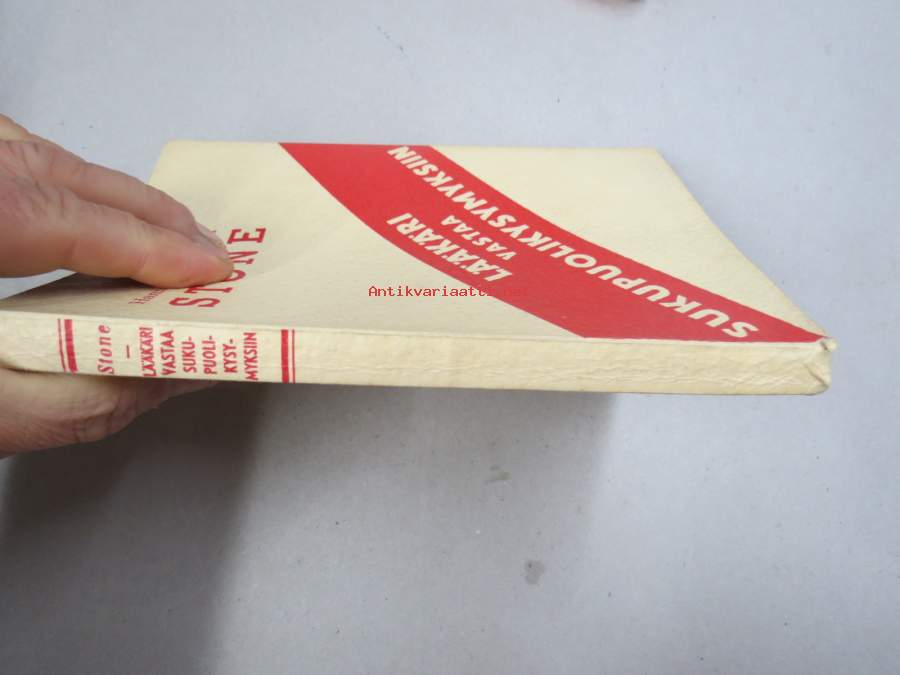 STONE
LÄÄKÄRI
VASTAA
SUKUPUOLIKYSYMYKSIIN
Stone
–
LÄÄKÄRI
VASTAA
SUKU-
PUOLI-
KYSY-
MYKSIIN
Antikvariaatti.net